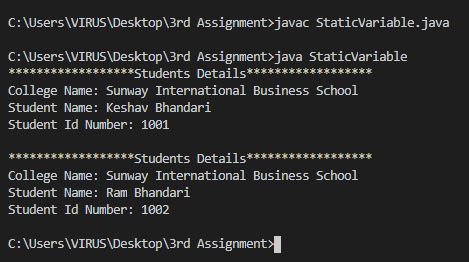 C:\Users\VIRUS\Desktop\3rd Assignment>javac StaticVariable.java
C:\Users\VIRUS\Desktop\3rd Assignment>java StaticVariable
******************Students Details******************
College Name: Sunway International Business School
Student Name: Keshav Bhandari
Student Id Number: 1001
******************Students Details******************
College Name: Sunway International Business School
Student Name: Ram Bhandari
Student Id Number: 1002
C:\Users\VIRUS\Desktop\3rd Assignment>